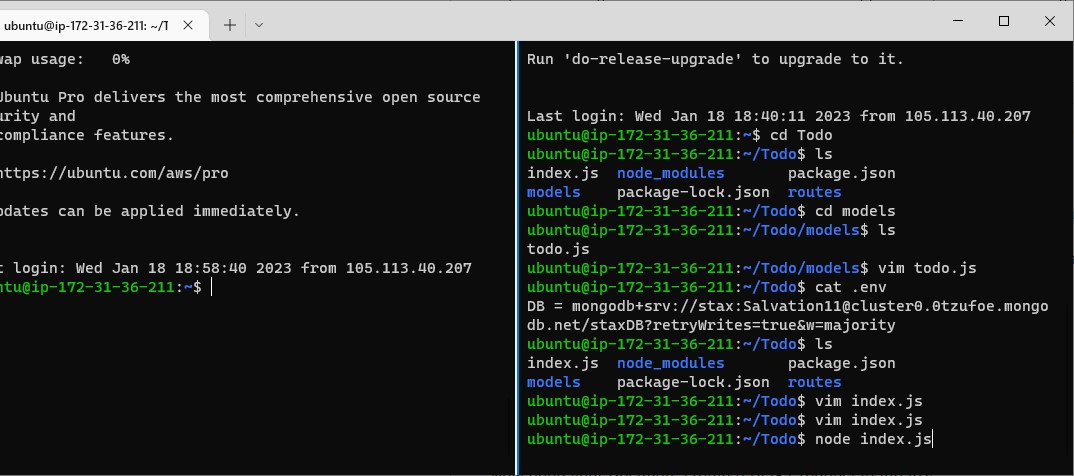 ubuntu@ip-172-31-36-211: ~/T
wap usage: 0%
Ubuntu Pro delivers the most comprehensive open source
urity and
compliance features.
https://ubuntu.com/aws/pro
pdates can be applied immediately.
t login: Wed Jan 18 18:58:40 2023 from 105.113.40.207
ntu@ip-172-31-36-211:~$
Run 'do-release-upgrade' to upgrade to it.
Last login: Wed Jan 18 18:40:11 2023 from 105.113.40.207
ubuntu@ip-172-31-36-211:~$ cd Todo
ubuntu@ip-172-31-36-211:~/Todo$ ls
index.js node_modules package.json
models package-lock.json routes
ubuntu@ip-172-31-36-211:~/Todo$ cd models
ubuntu@ip-172-31-36-211:~/Todo/models$ ls
todo.js
ubuntu@ip-172-31-36-211:~/Todo/models$ vim todo.js
ubuntu@ip-172-31-36-211:~/Todo$ cat .env
DB = mongodb+srv://stax:Salvation11@cluster0.0tzufoe.mongo
db.net/staxDB?retryWrites=true&w=majority
ubuntu@ip-172-31-36-211:~/Todo$ ls
index.js node_modules package.json
models package-lock.json routes
ubuntu@ip-172-31-36-211:~/Todo$ vim index.js
ubuntu@ip-172-31-36-211:~/Todo$ vim index.js
ubuntu@ip-172-31-36-211:~/Todo$ node index.js